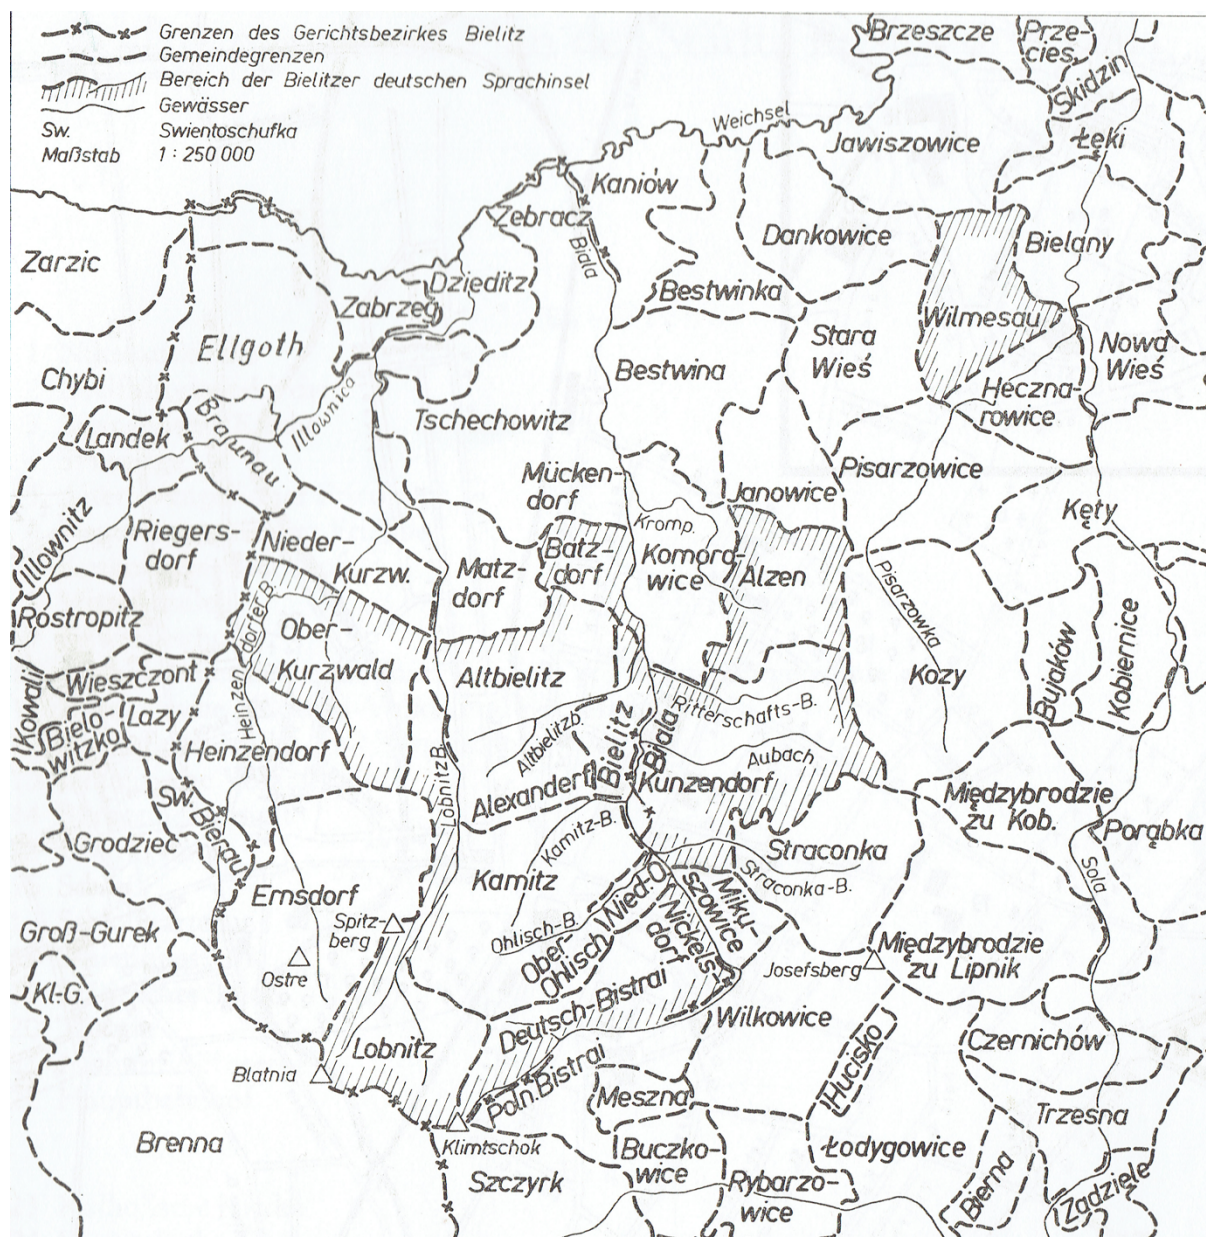 Grenzen des Gerichtsbezirkes Bielitz
Gemeindegrenzen
Bereich der Bielitzer deutschen Sprachinsel
Gewässer
Sw. Swientoschufka
Maßstab 1 : 250 000
Brzeszcze
Prze-
cies.
Skidzin
Weichsel
Jawiszowice
Łęki
Kaniów
Żebracz
Biala
Dankowice
Bielany
Zarzic
Dzieditz
Zabrzeg
Bestwinka
Wilmesau
Ellgoth
Stara
Wieś
Nowa
Wieś
Chybi
Bestwina
Hęczna-
rowice
Landek
Braunau.
Illownica
Tschechowitz
Pisarzowice
Mücken-
dorf
Janowice
Kęty
Illownitz
Riegers-
dorf
Nieder-
Kurzw.
Matz-
dorf
Batz-
dorf
Kromp.
Komoro-
wice
Alzen
Pisarzowka
Rostropitz
Heinzen
dorfer B.
Ober-
Kurzwald
Altbielitz
Ritterschafts-B.
Kozy
Bujaków
Kobiernice
Kowali
Wieszczont
Bielo-
witzko
Lazy
Heinzendorf
Lobnitz B.
Altbielitzb.
Bielitz
Biala
Aubach
Alexanderf.
Kunzendorf
Międzybrodzie
zu Kob.
Porąbka
Sw.
Bierau
Grodziec
Kamitz-B.
Straconka
Sola
Ernsdorf
Kamitz
Straconka-B.
Spitz-
berg
Ohlisch-B.
Ober-
Ohlisch
Nied.O.
Nickels-
dorf
Miku-
szowice
Groß-Gurek
Ostre
Josefsberg
Międzybrodzie
zu Lipnik
Kl-G.
Deutsch-Bistrai
Wilkowice
Lobnitz
Hucisko
Czernichów
Blatnia
Poln.Bistrai
Meszna
Trzesna
Brenna
Klimtschok
Buczko-
wice
Łodygowice
Szczyrk
Rybarzo-
wice
Bierna
Zadziele